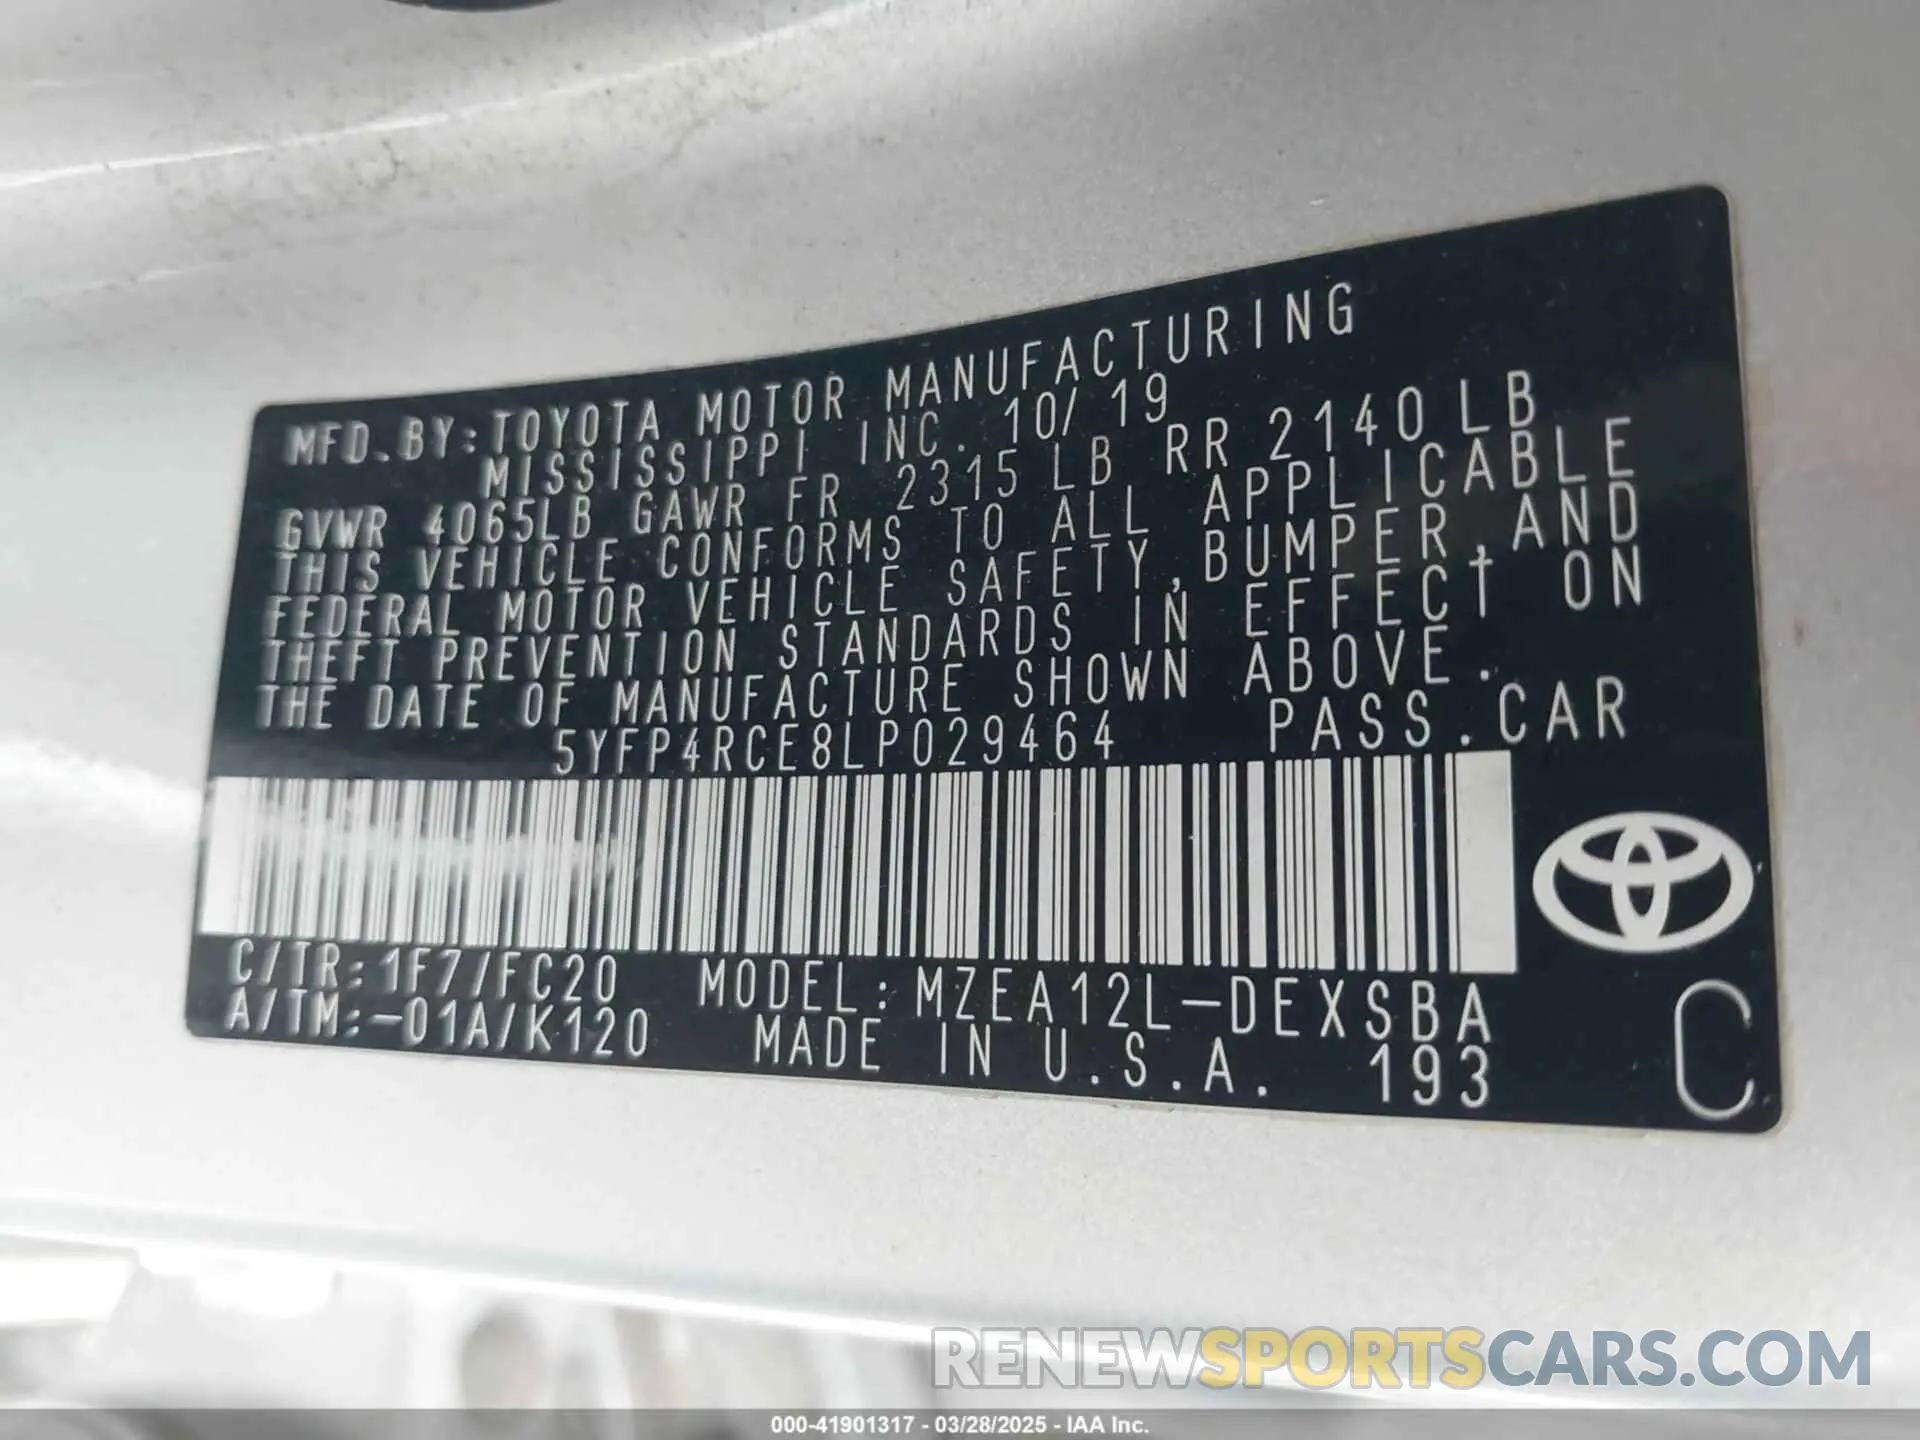 MFD.BY:TOYOTA MOTOR MANUFACTURING
MISSISSIPPI INC. 10/19
GVWR 4065LB GAWR FR 2315LB RR 2140LB
THIS VEHICLE CONFORMS TO ALL APPLICABLE
FEDERAL MOTOR VEHICLE SAFETY,BUMPER,AND
THEFT PREVENTION STANDARDS IN EFFECT ON
THE DATE OF MANUFACTURE SHOWN ABOVE.
5YFP4RCE8LP029464 PASS.CAR
C/TR:1F7/FC20 MODEL:MZEA12L-DEXSBA
A/TM:-01A/K120 MADE IN U.S.A. 193
C
RENEWSPORTSCARS.COM
000-41901317 - 03/28/2025 - IAA Inc.